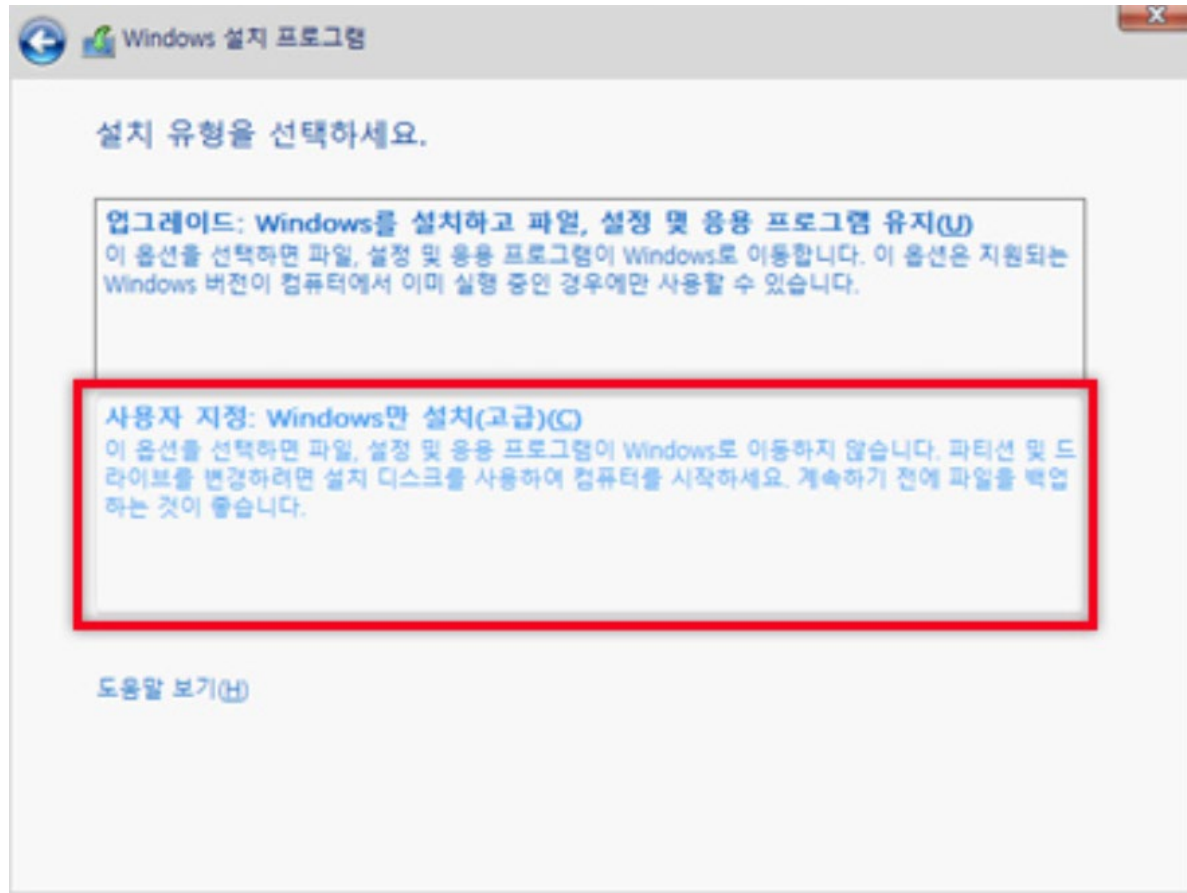 Windows 설치 프로그램
설치 유형을 선택하세요.
업그레이드: Windows를 설치하고 파일, 설정 및 응용 프로그램 유지(U)
이 옵션을 선택하면 파일, 설정 및 응용 프로그램이 Windows로 이동합니다. 이 옵션은 지원되는
Windows 버전이 컴퓨터에서 이미 실행 중인 경우에만 사용할 수 있습니다.
사용자 지정: Windows만 설치(고급)(C)
이 옵션을 선택하면 파일, 설정 및 응용 프로그램이 Windows로 이동하지 않습니다. 파티션 및 드
라이브를 변경하려면 설치 디스크를 사용하여 컴퓨터를 시작하세요. 계속하기 전에 파일을 백업
하는 것이 좋습니다.
도움말 보기(H)